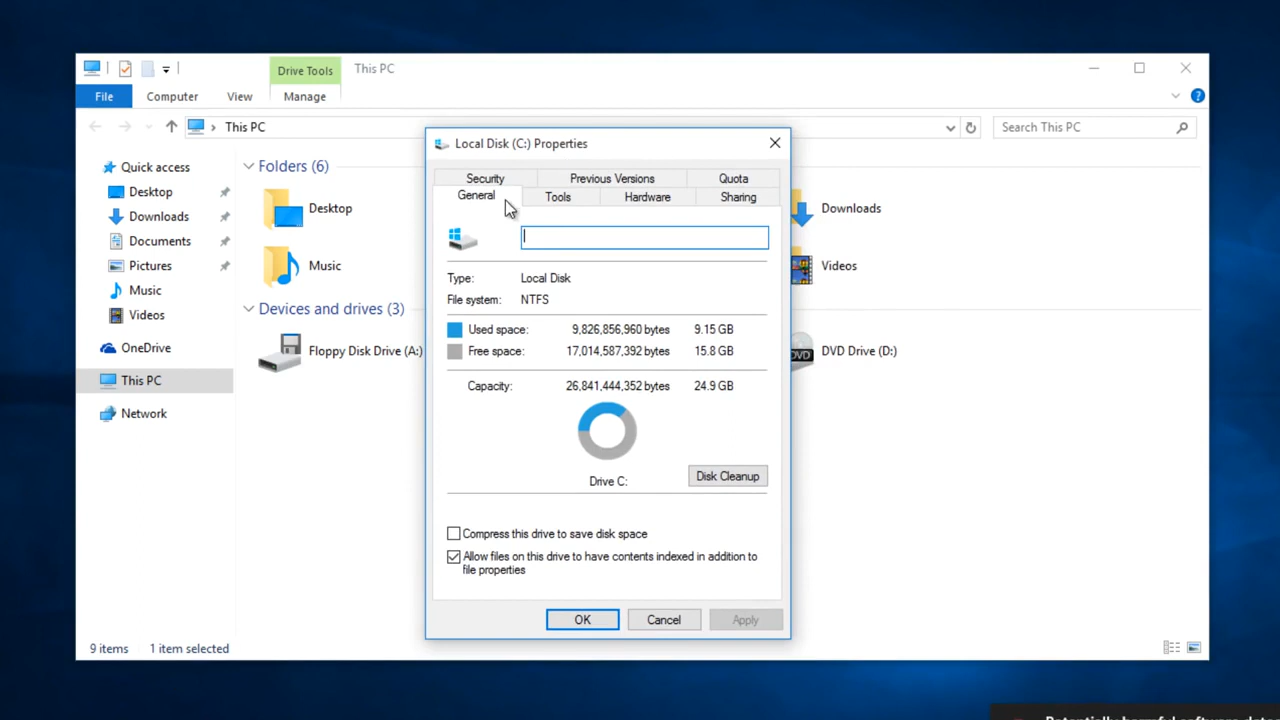 Drive Tools This PC
File Computer View Manage
This PC Search This PC
Local Disk (C:) Properties
Security Previous Versions Quota
General Tools Hardware Sharing
Type: Local Disk
File system: NTFS
Used space: 9,826,856,960 bytes 9.15 GB
Free space: 17,014,587,392 bytes 15.8 GB
Capacity: 26,841,444,352 bytes 24.9 GB
Drive C: Disk Cleanup
Compress this drive to save disk space
Allow files on this drive to have contents indexed in addition to
file properties
OK Cancel Apply
Quick access
Desktop
Downloads
Documents
Pictures
Music
Videos
OneDrive
This PC
Network
Folders (6)
Desktop Downloads
Music Videos
Devices and drives (3)
Floppy Disk Drive (A:) DVD DVD Drive (D:)
9 items 1 item selected